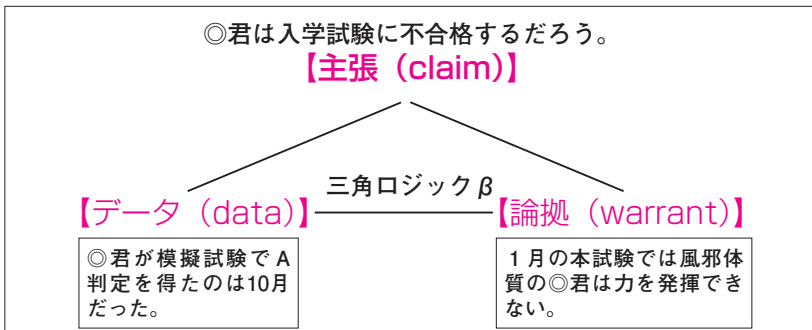 ◎君は入学試験に不合格するだろう。
【主張（claim）】
三角ロジックβ
【データ（data）】
【論拠（warrant）】
◎君が模擬試験でA
判定を得たのは10月
だった。
１月の本試験では風邪体
質の◎君は力を発揮でき
ない。